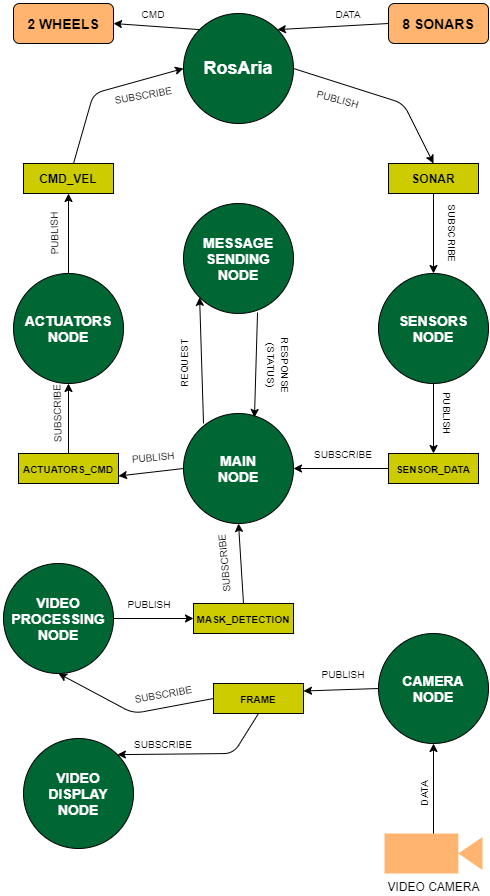 2 WHEELS
CMD
DATA
8 SONARS
RosAria
SUBSCRIBE
PUBLISH
CMD_VEL
SONAR
PUBLISH
SUBSCRIBE
MESSAGE
SENDING
NODE
ACTUATORS
NODE
SENSORS
NODE
REQUEST
RESPONSE
(STATUS)
SUBSCRIBE
PUBLISH
MAIN
NODE
PUBLISH
SUBSCRIBE
ACTUATORS_CMD
SENSOR_DATA
SUBSCRIBE
VIDEO
PROCESSING
NODE
PUBLISH
MASK_DETECTION
CAMERA
NODE
PUBLISH
SUBSCRIBE
FRAME
SUBSCRIBE
VIDEO
DISPLAY
NODE
DATA
VIDEO CAMERA